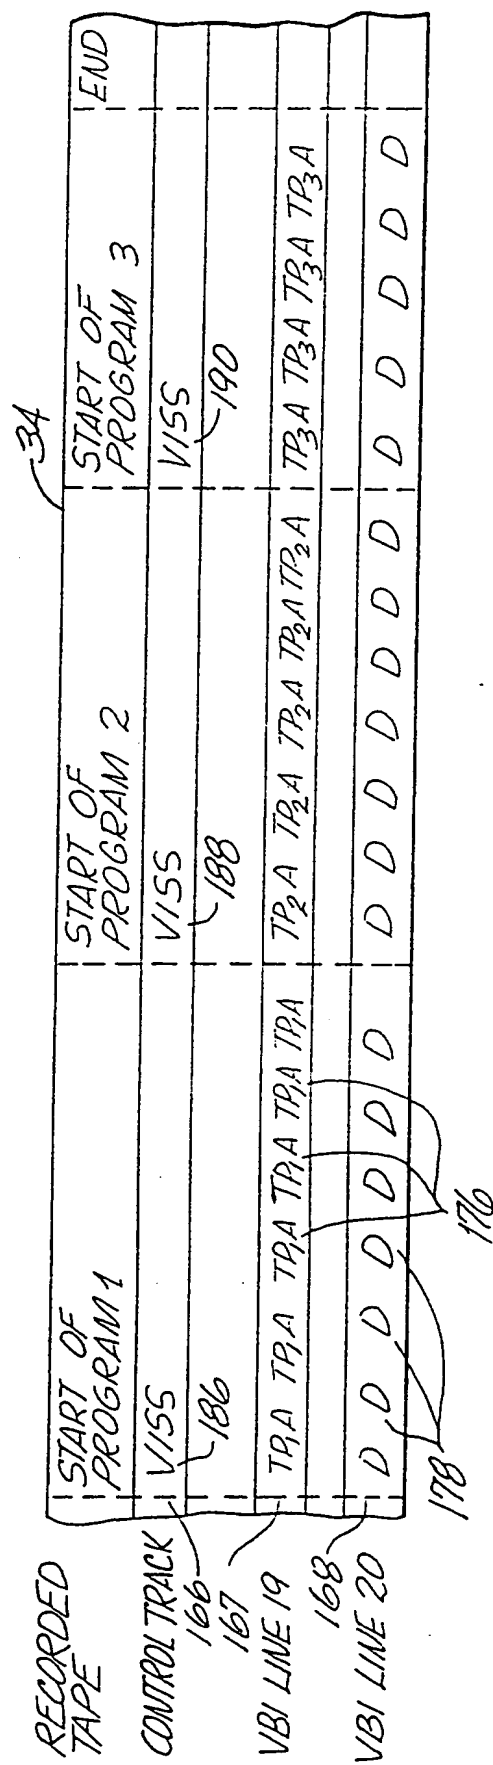 34
RECORDED TAPE
START OF PROGRAM 1
START OF PROGRAM 2
START OF PROGRAM 3
END
CONTROL TRACK
166
VISS
186
VISS
188
VISS
190
167
VBI LINE 19
TP₁A TP₁A TP₁A TP₁A TP₁A TP₁A
TP₂A TP₂A TP₂A TP₂A TP₂A
TP₃A TP₃A TP₃A TP₃A
168
VBI LINE 20
D D D D D D D
D D D D D D D
D D D D D
178
176